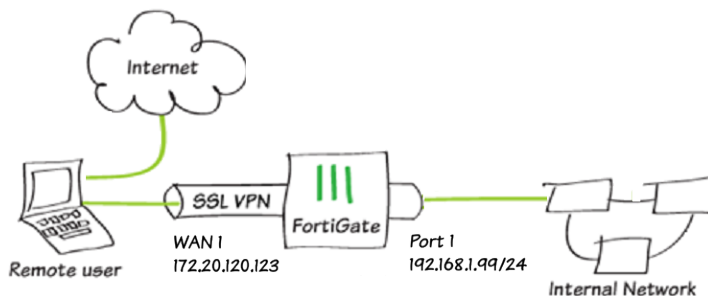 Internet
SSL VPN
FortiGate
WAN 1
172.20.120.123
Port 1
192.168.1.99/24
Remote user
Internal Network